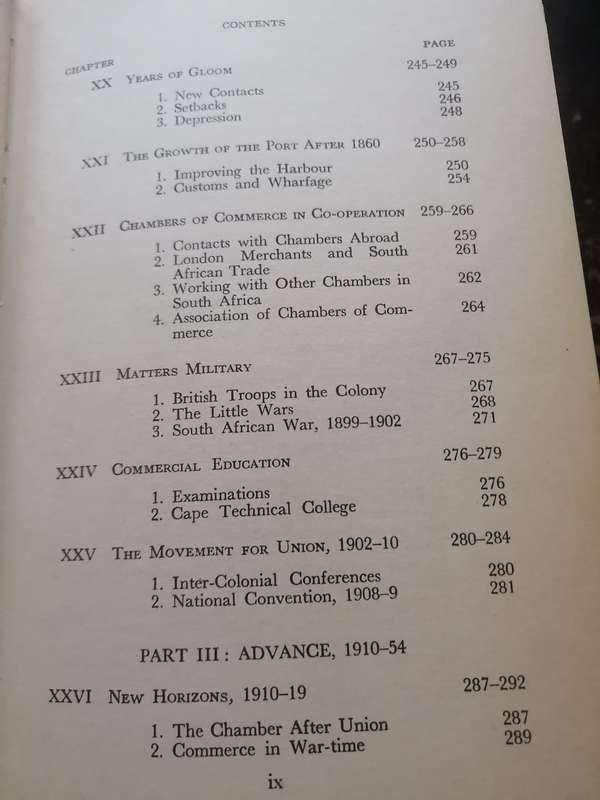 CONTENTS
CHAPTER PAGE
XX YEARS OF GLOOM 245–249
1. New Contacts 245
2. Setbacks 246
3. Depression 248
XXI THE GROWTH OF THE PORT AFTER 1860 250–258
1. Improving the Harbour 250
2. Customs and Wharfage 254
XXII CHAMBERS OF COMMERCE IN CO-OPERATION 259–266
1. Contacts with Chambers Abroad 259
2. London Merchants and South 261
African Trade
3. Working with Other Chambers in 262
South Africa
4. Association of Chambers of Com- 264
merce
XXIII MATTERS MILITARY 267–275
1. British Troops in the Colony 267
2. The Little Wars 268
3. South African War, 1899–1902 271
XXIV COMMERCIAL EDUCATION 276–279
1. Examinations 276
2. Cape Technical College 278
XXV THE MOVEMENT FOR UNION, 1902–10 280–284
1. Inter-Colonial Conferences 280
2. National Convention, 1908–9 281
PART III: ADVANCE, 1910–54
XXVI NEW HORIZONS, 1910–19 287–292
1. The Chamber After Union 287
2. Commerce in War-time 289
ix